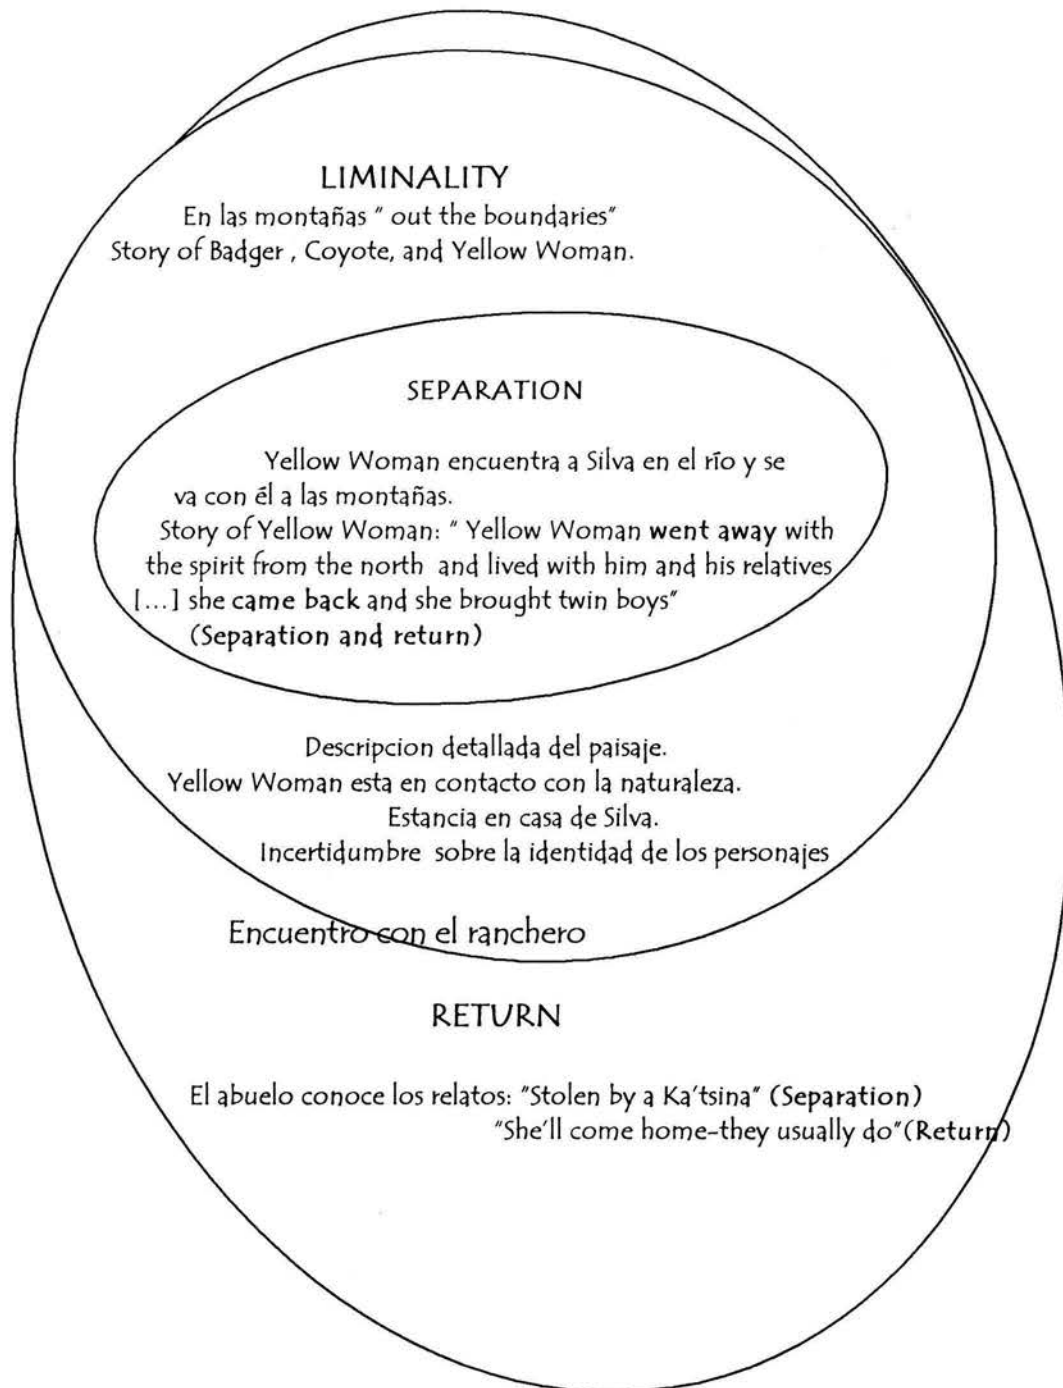 LIMINALITY
En las montañas " out the boundaries"
Story of Badger , Coyote, and Yellow Woman.
SEPARATION
Yellow Woman encuentra a Silva en el río y se
va con él a las montañas.
Story of Yellow Woman: " Yellow Woman went away with
the spirit from the north and lived with him and his relatives
[...] she came back and she brought twin boys"
(Separation and return)
Descripcion detallada del paisaje.
Yellow Woman esta en contacto con la naturaleza.
Estancia en casa de Silva.
Incertidumbre sobre la identidad de los personajes
Encuentro con el ranchero
RETURN
El abuelo conoce los relatos: "Stolen by a Ka'tsina" (Separation)
"She'll come home-they usually do"(Return)